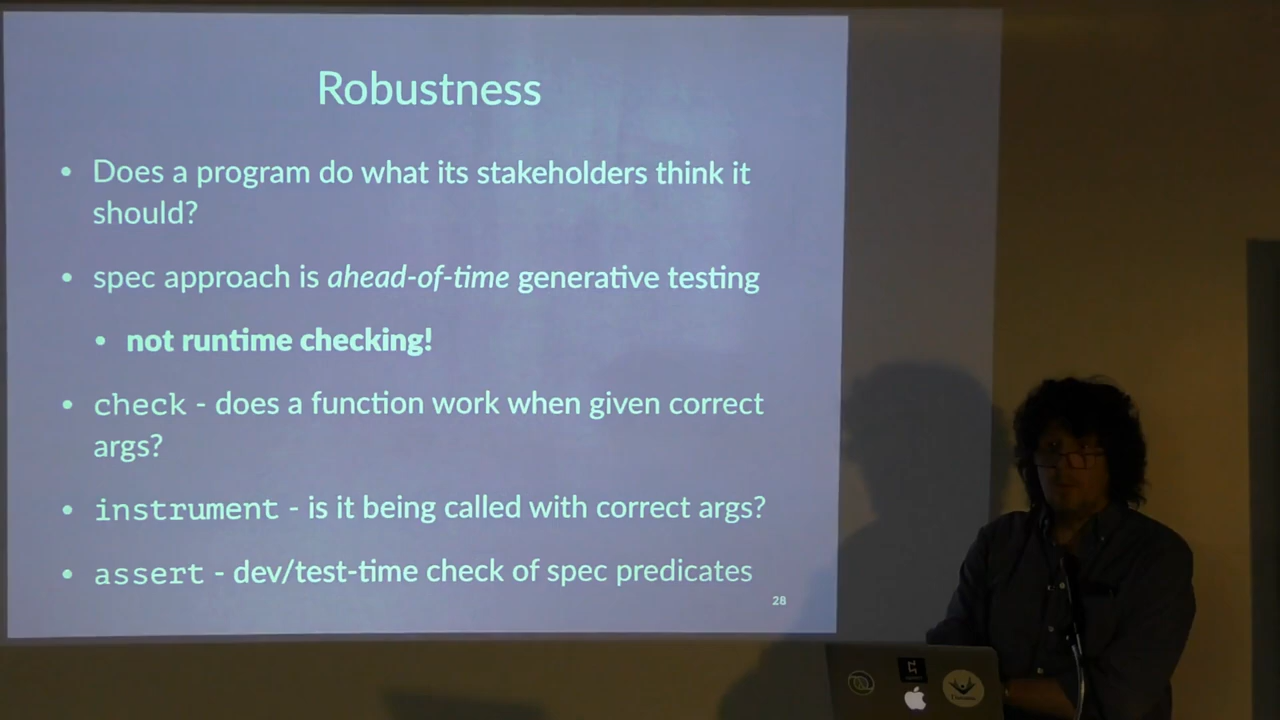 Robustness
• Does a program do what its stakeholders think it
should?
• spec approach is ahead-of-time generative testing
• not runtime checking!
• check - does a function work when given correct
args?
• instrument - is it being called with correct args?
• assert - dev/test-time check of spec predicates
28